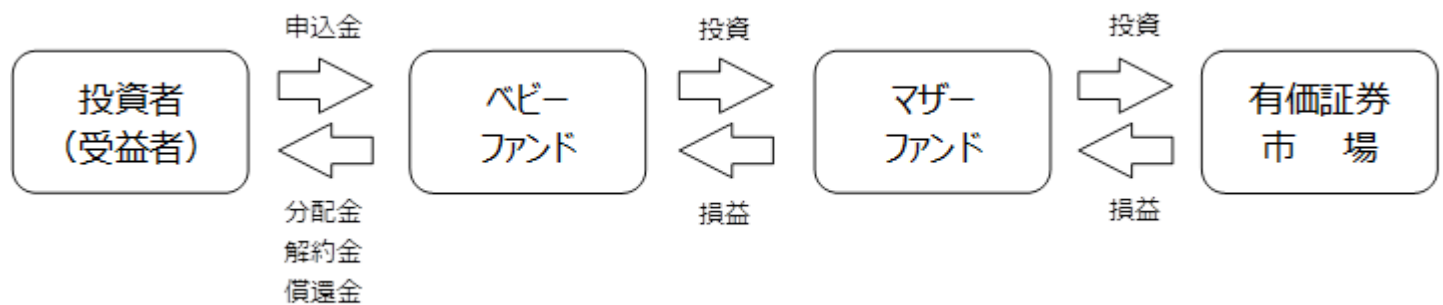 申込金
投資
投資
投資者
(受益者)
ベビー
ファンド
マザー
ファンド
有価証券
市 場
分配金
解約金
償還金
損益
損益